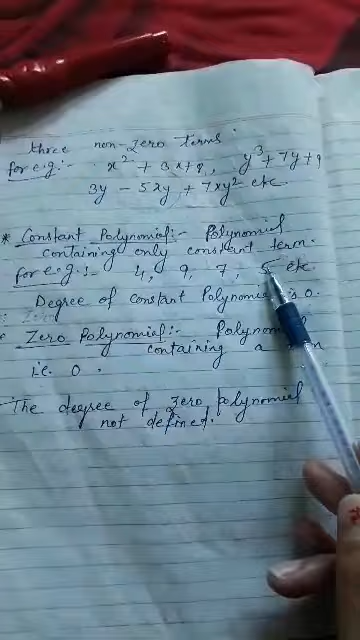 three non-zero terms.
for e.g:- x² + 3x + 9, y³ + 7y + 9
3y - 5xy + 7xy² etc.
* Constant Polynomial:- Polynomial
containing only constant term.
for e.g:- 4, 9, 7, 5 etc
Degree of constant Polynomial is 0.
Zero Polynomial:- Polynomial
containing a
i.e. 0.
The degree of zero polynomial
not defined.